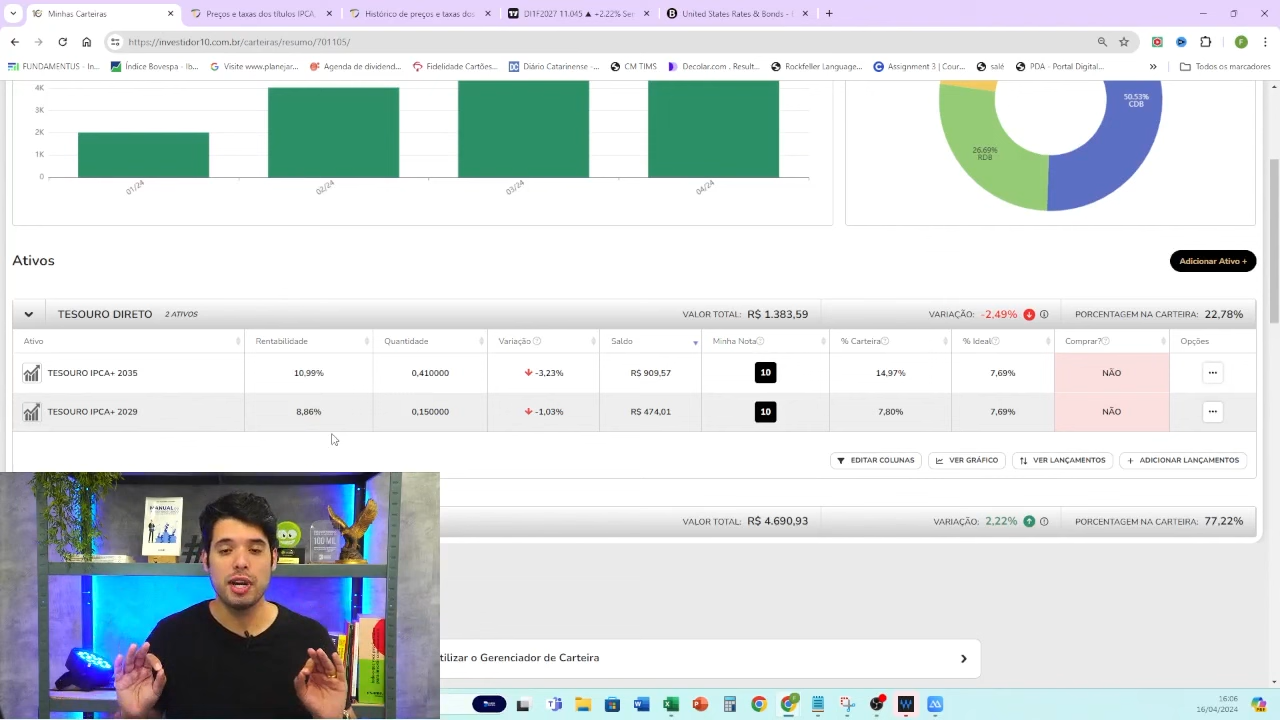 Minhas Carteiras
Preços e taxas dos títulos IPCA
Histórico de preços e taxas dos
DI1F2027 11.045 ▲ +2.22% Ser
United States Rates & Bonds - 
https://investidor10.com.br/carteiras/resumo/701105/
FUNDAMENTUS - In...
Índice Bovespa - Ib...
Visite www.planejar...
Agenda de dividend...
Fidelidade Cartões...
Diário Catarinense -...
CM TIMS
Decolar.com . Result...
Rockfeller Language...
Assignment 3 | Cour...
salé
PDA - Portal Digital...
»
Todos os marcadores
4K
3K
2K
1K
0
01/24
02/24
03/24
04/24
50.53%
CDB
26.69%
RDB
Ativos
Adicionar Ativo +
TESOURO DIRETO 2 ATIVOS VALOR TOTAL: R$ 1.383,59 VARIAÇÃO: -2,49% PORCENTAGEM NA CARTEIRA: 22,78%
Ativo Rentabilidade Quantidade Variação Saldo Minha Nota % Carteira % Ideal Comprar? Opções
TESOURO IPCA+ 2035 10,99% 0,410000 -3,23% R$ 909,57 10 14,97% 7,69% NÃO ...
TESOURO IPCA+ 2029 8,86% 0,150000 -1,03% R$ 474,01 10 7,80% 7,69% NÃO ...
EDITAR COLUNAS VER GRÁFICO VER LANÇAMENTOS + ADICIONAR LANÇAMENTOS
VALOR TOTAL: R$ 4.690,93 VARIAÇÃO: 2,22% PORCENTAGEM NA CARTEIRA: 77,22%
MANUAL
100 MIL
tilizar o Gerenciador de Carteira
16:06
16/04/2024